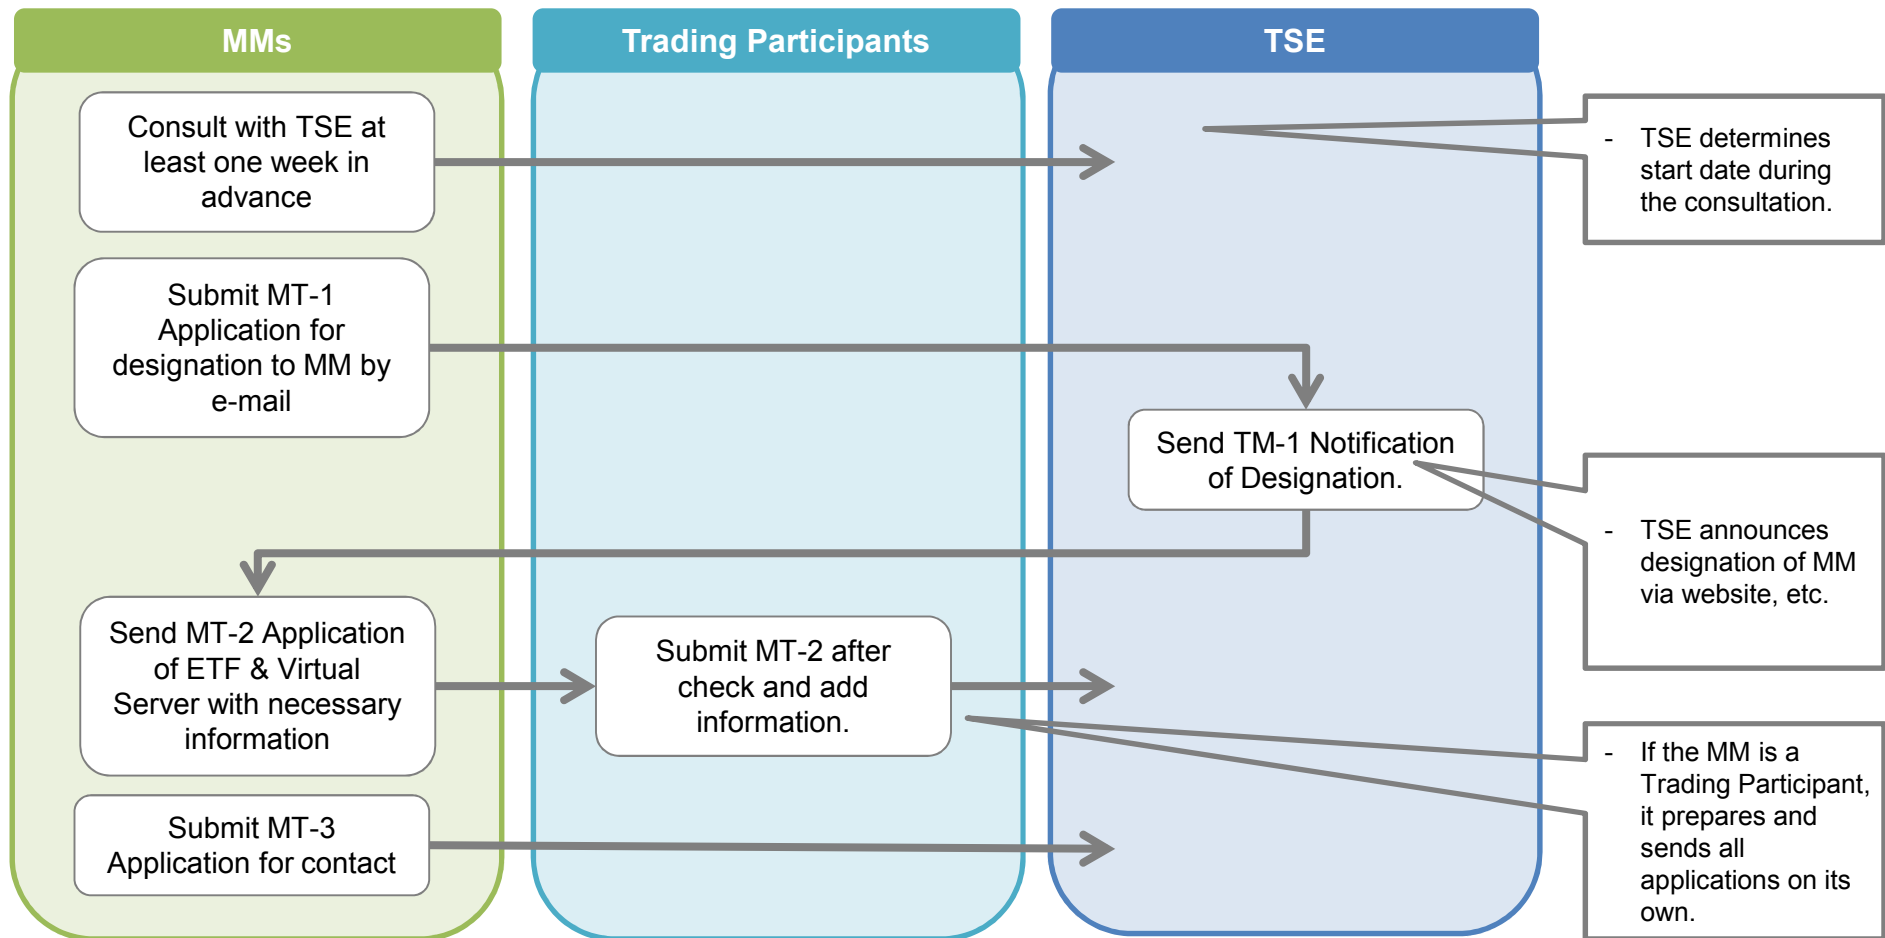 MMs
Trading Participants
TSE
Consult with TSE at
least one week in
advance
- TSE determines
start date during
the consultation.
Submit MT-1
Application for
designation to MM by
e-mail
Send TM-1 Notification
of Designation.
- TSE announces
designation of MM
via website, etc.
Send MT-2 Application
of ETF & Virtual
Server with necessary
information
Submit MT-2 after
check and add
information.
- If the MM is a
Trading Participant,
it prepares and
sends all
applications on its
own.
Submit MT-3
Application for contact